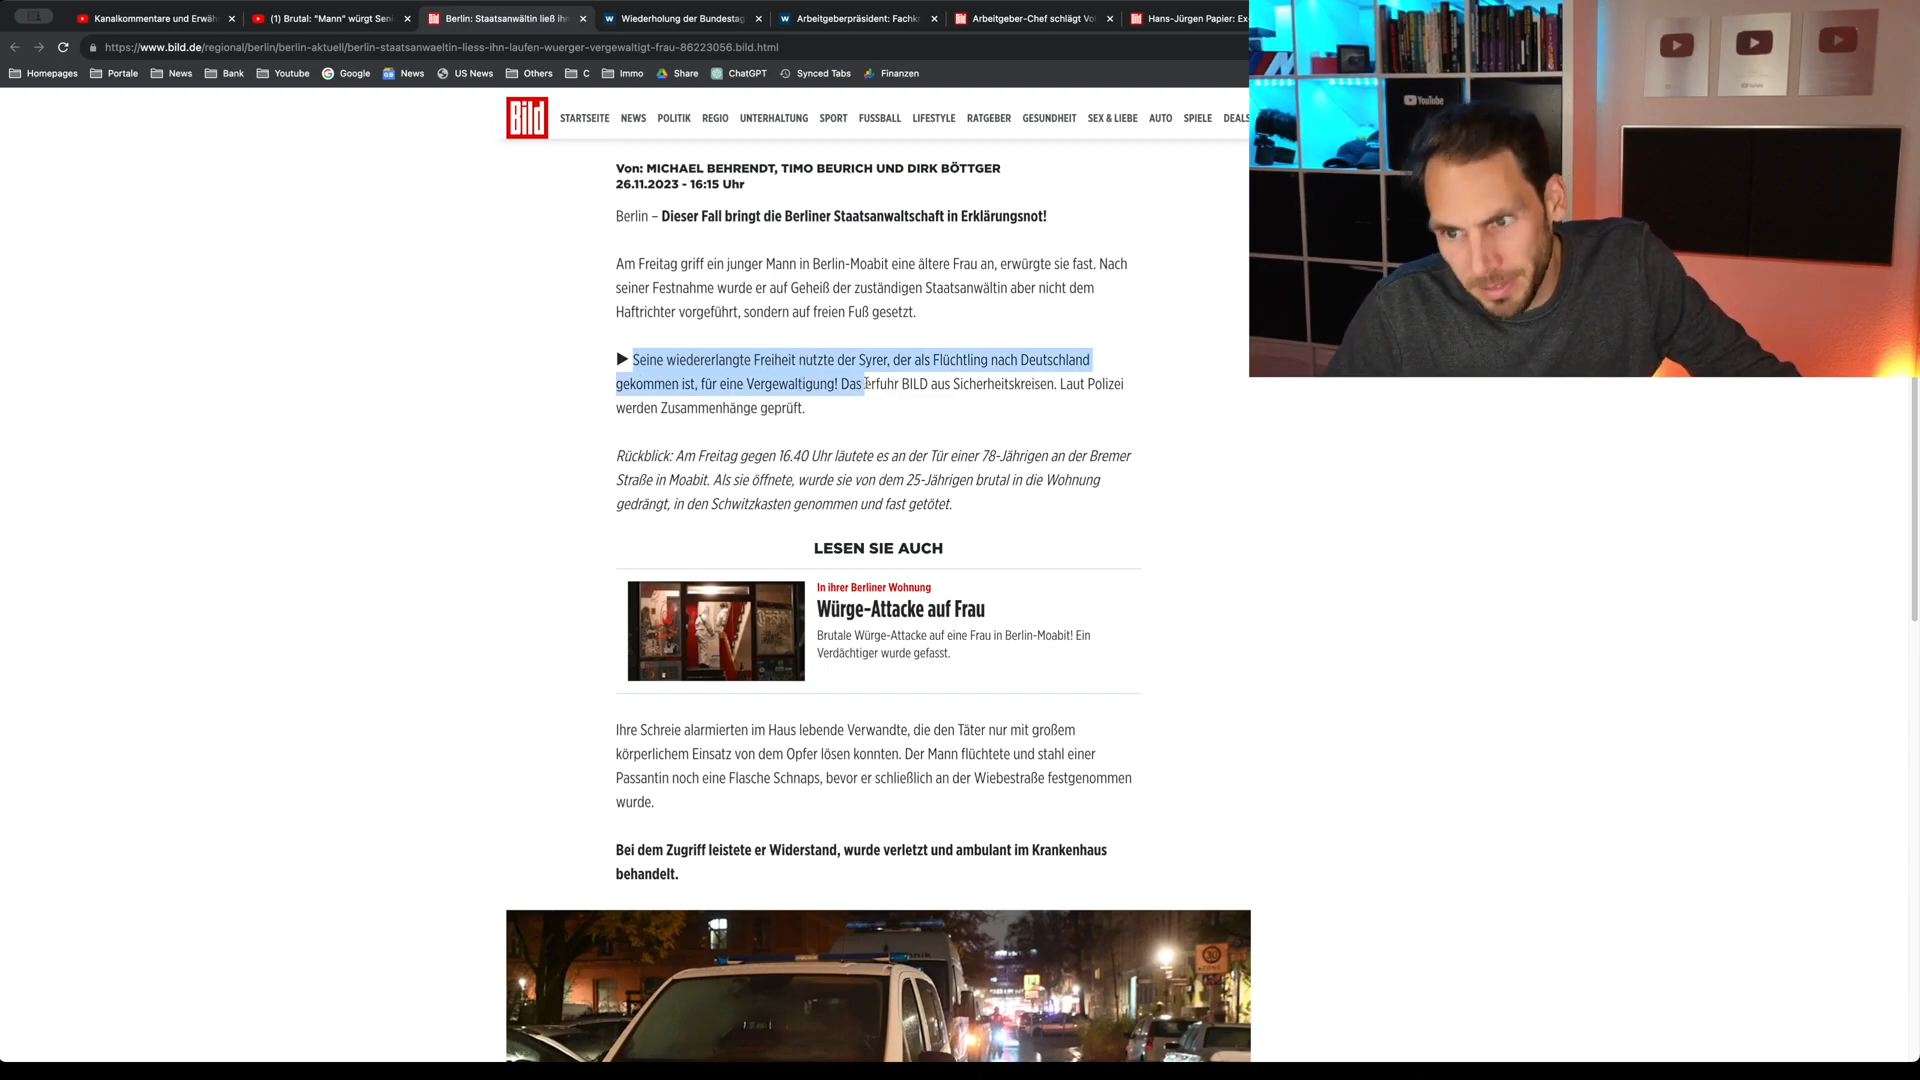 Kanalkommentare und Erwäh
(1) Brutal: "Mann" würgt Seni
Berlin: Staatsanwältin ließ ihn
Wiederholung der Bundestag
Arbeitgeberpräsident: Fachkr
Arbeitgeber-Chef schlägt Vo
Hans-Jürgen Papier: Ex-
https://www.bild.de/regional/berlin/berlin-aktuell/berlin-staatsanwaeltin-liess-ihn-laufen-wuerger-vergewaltigt-frau-86223056.bild.html
Homepages Portale News Bank Youtube Google News US News Others C Immo Share ChatGPT Synced Tabs Finanzen
Bild STARTSEITE NEWS POLITIK REGIO UNTERHALTUNG SPORT FUSSBALL LIFESTYLE RATGEBER GESUNDHEIT SEX & LIEBE AUTO SPIELE DEALS
YouTube
Von: MICHAEL BEHRENDT, TIMO BEURICH UND DIRK BÖTTGER
26.11.2023 - 16:15 Uhr
Berlin – Dieser Fall bringt die Berliner Staatsanwaltschaft in Erklärungsnot!
Am Freitag griff ein junger Mann in Berlin-Moabit eine ältere Frau an, erwürgte sie fast. Nach
seiner Festnahme wurde er auf Geheiß der zuständigen Staatsanwältin aber nicht dem
Haftrichter vorgeführt, sondern auf freien Fuß gesetzt.
▶ Seine wiedererlangte Freiheit nutzte der Syrer, der als Flüchtling nach Deutschland
gekommen ist, für eine Vergewaltigung! Das erfuhr BILD aus Sicherheitskreisen. Laut Polizei
werden Zusammenhänge geprüft.
Rückblick: Am Freitag gegen 16.40 Uhr läutete es an der Tür einer 78-Jährigen an der Bremer
Straße in Moabit. Als sie öffnete, wurde sie von dem 25-Jährigen brutal in die Wohnung
gedrängt, in den Schwitzkasten genommen und fast getötet.
LESEN SIE AUCH
In ihrer Berliner Wohnung
Würge-Attacke auf Frau
Brutale Würge-Attacke auf eine Frau in Berlin-Moabit! Ein
Verdächtiger wurde gefasst.
Ihre Schreie alarmierten im Haus lebende Verwandte, die den Täter nur mit großem
körperlichem Einsatz von dem Opfer lösen konnten. Der Mann flüchtete und stahl einer
Passantin noch eine Flasche Schnaps, bevor er schließlich an der Wiebestraße festgenommen
wurde.
Bei dem Zugriff leistete er Widerstand, wurde verletzt und ambulant im Krankenhaus
behandelt.
30
ZONE